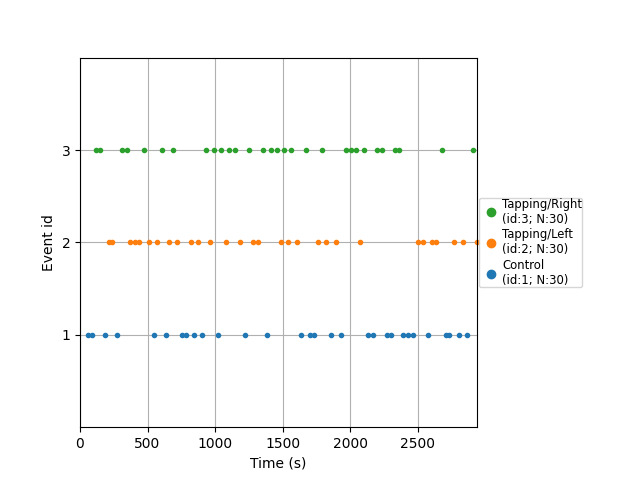 3
2
1
Event id
0
500
1000
1500
2000
2500
Time (s)
Tapping/Right
(id:3; N:30)
Tapping/Left
(id:2; N:30)
Control
(id:1; N:30)